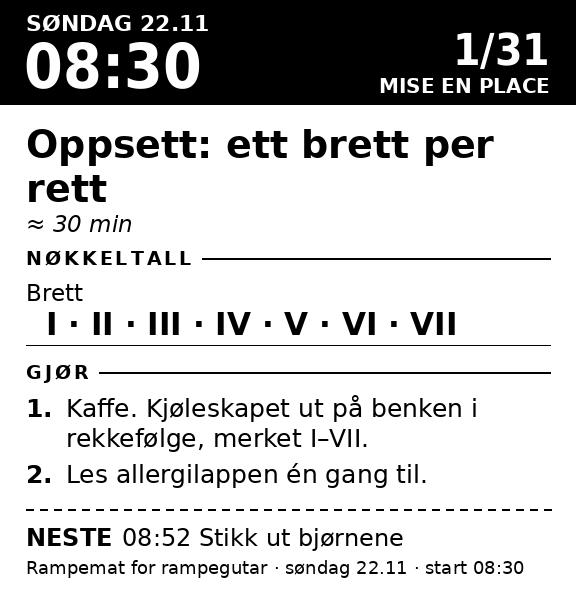 SØNDAG 22.11
08:30
1/31
MISE EN PLACE
Oppsett: ett brett per
rett
≈ 30 min
NØKKELTALL
Brett
I · II · III · IV · V · VI · VII
GJØR
1. Kaffe. Kjøleskapet ut på benken i
rekkefølge, merket I–VII.
2. Les allergilappen én gang til.
NESTE 08:52 Stikk ut bjørnene
Rampemat for rampegutar · søndag 22.11 · start 08:30